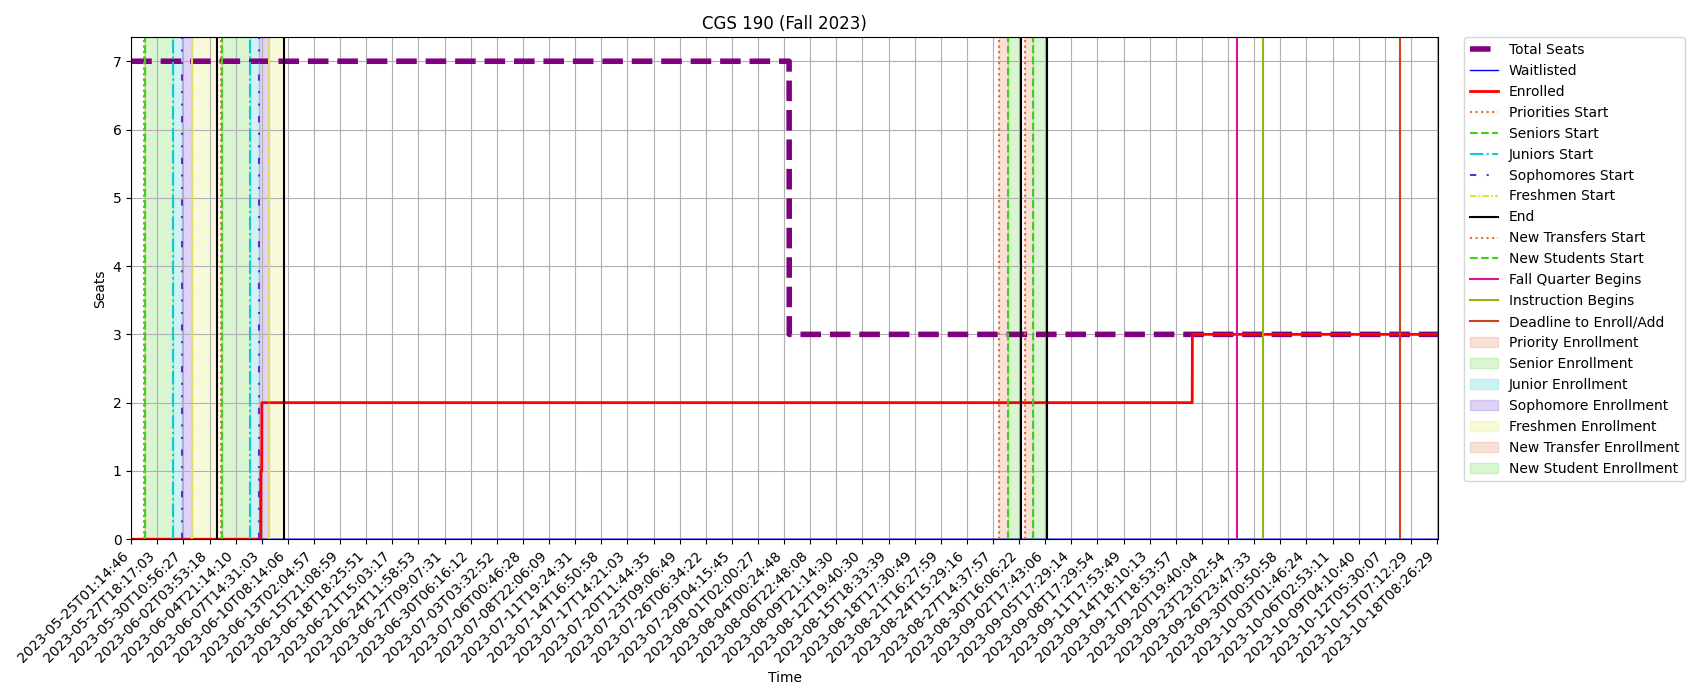 CGS 190 (Fall 2023)
7
6
5
4
3
2
1
0
Seats
2023-05-25T01:14:46
2023-05-27T18:17:03
2023-05-30T10:56:27
2023-06-02T03:53:18
2023-06-04T21:14:10
2023-06-07T14:31:03
2023-06-10T08:14:06
2023-06-13T02:04:57
2023-06-15T21:08:59
2023-06-18T18:25:51
2023-06-21T15:03:17
2023-06-24T11:58:53
2023-06-27T09:07:31
2023-06-30T06:16:12
2023-07-03T03:32:52
2023-07-06T00:46:28
2023-07-08T22:06:09
2023-07-11T19:24:31
2023-07-14T16:50:58
2023-07-17T14:21:03
2023-07-20T11:44:35
2023-07-23T09:06:49
2023-07-26T06:34:22
2023-07-29T04:15:45
2023-08-01T02:00:27
2023-08-04T00:24:48
2023-08-06T22:48:08
2023-08-09T21:14:30
2023-08-12T19:40:30
2023-08-15T18:33:39
2023-08-18T17:30:49
2023-08-21T16:27:59
2023-08-24T15:29:16
2023-08-27T14:37:57
2023-08-30T16:06:22
2023-09-02T17:43:06
2023-09-05T17:29:14
2023-09-08T17:29:54
2023-09-11T17:53:49
2023-09-14T18:10:13
2023-09-17T18:53:57
2023-09-20T19:40:04
2023-09-23T23:02:54
2023-09-26T23:47:33
2023-09-30T00:50:58
2023-10-03T01:46:24
2023-10-06T02:53:11
2023-10-09T04:10:40
2023-10-12T05:30:07
2023-10-15T07:12:29
2023-10-18T08:26:29
Time
Total Seats
Waitlisted
Enrolled
Priorities Start
Seniors Start
Juniors Start
Sophomores Start
Freshmen Start
End
New Transfers Start
New Students Start
Fall Quarter Begins
Instruction Begins
Deadline to Enroll/Add
Priority Enrollment
Senior Enrollment
Junior Enrollment
Sophomore Enrollment
Freshmen Enrollment
New Transfer Enrollment
New Student Enrollment